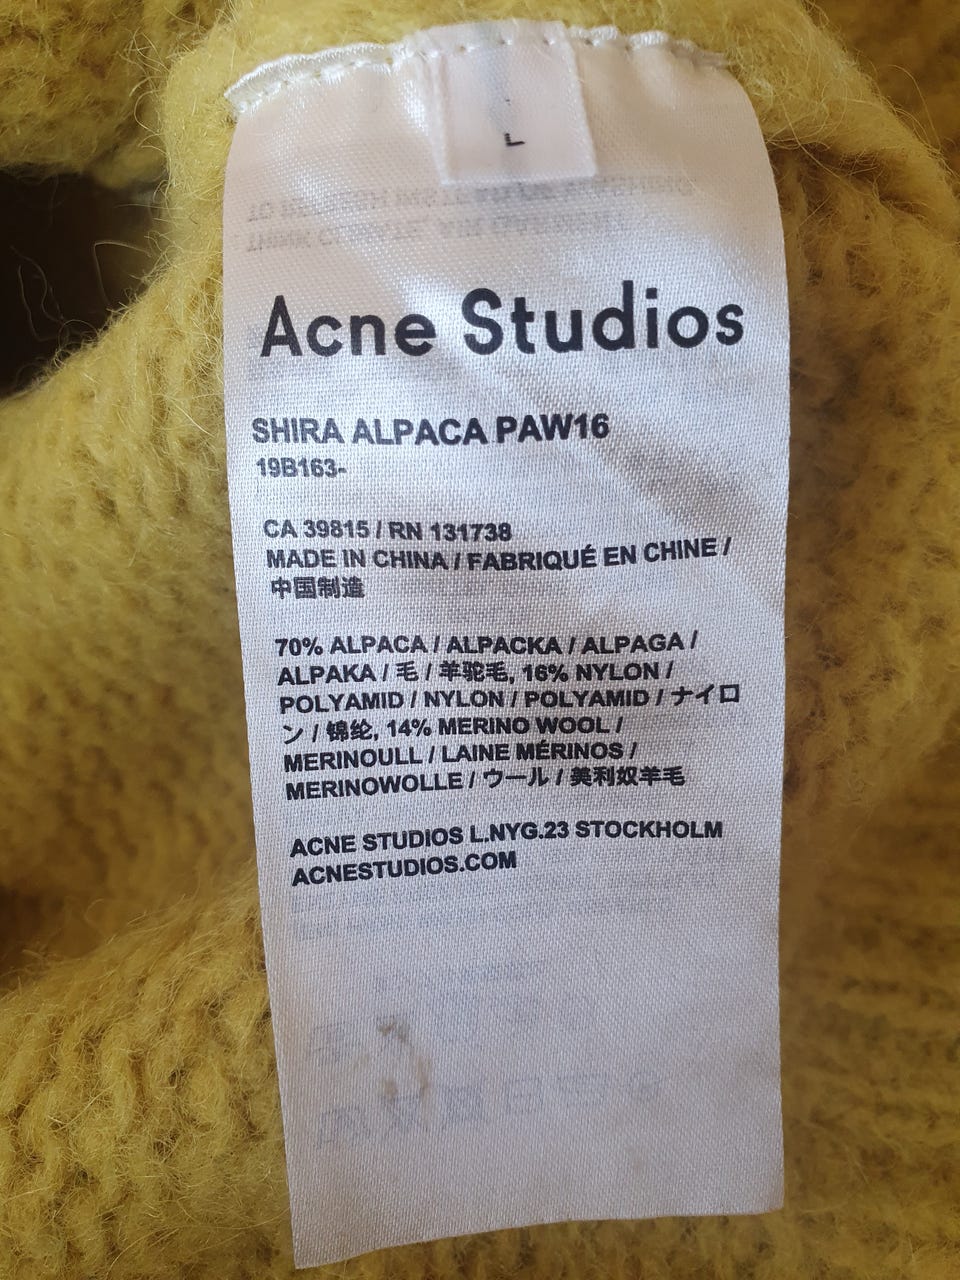 L
Acne Studios
SHIRA ALPACA PAW16
19B163-
CA 39815 / RN 131738
MADE IN CHINA / FABRIQUÉ EN CHINE /
中国制造
70% ALPACA / ALPACKA / ALPAGA /
ALPAKA / 毛 / 羊驼毛, 16% NYLON /
POLYAMID / NYLON / POLYAMID / ナイロ
ン / 锦纶, 14% MERINO WOOL /
MERINOULL / LAINE MÉRINOS /
MERINOWOLLE / ウール / 美利奴羊毛
ACNE STUDIOS L.NYG.23 STOCKHOLM
ACNESTUDIOS.COM